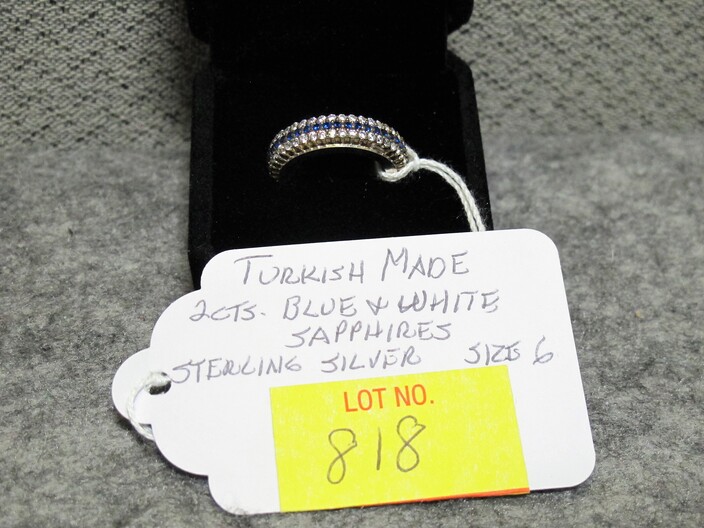 TURKISH MADE
2CTS. BLUE & WHITE
SAPPHIRES
STERLING SILVER SIZE 6
LOT NO.
818